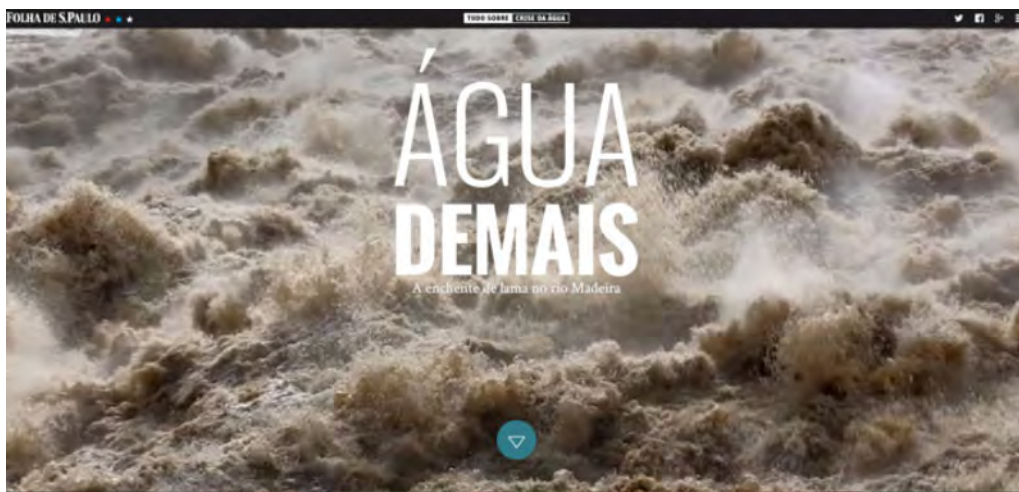 FOLHA DE S.PAULO
TUDO SOBRE CRISE DA ÁGUA
ÁGUA
DEMAIS
A enchente de lama no rio Madeira